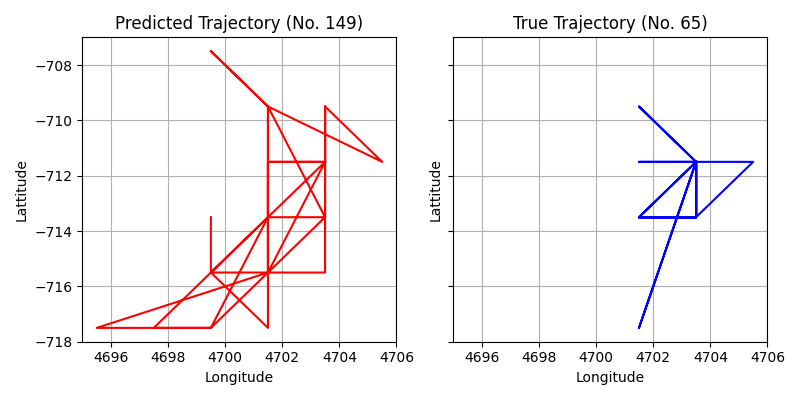 Predicted Trajectory (No. 149)
True Trajectory (No. 65)
Lattitude
−708
−710
−712
−714
−716
−718
4696 4698 4700 4702 4704 4706
Longitude
Lattitude
4696 4698 4700 4702 4704 4706
Longitude